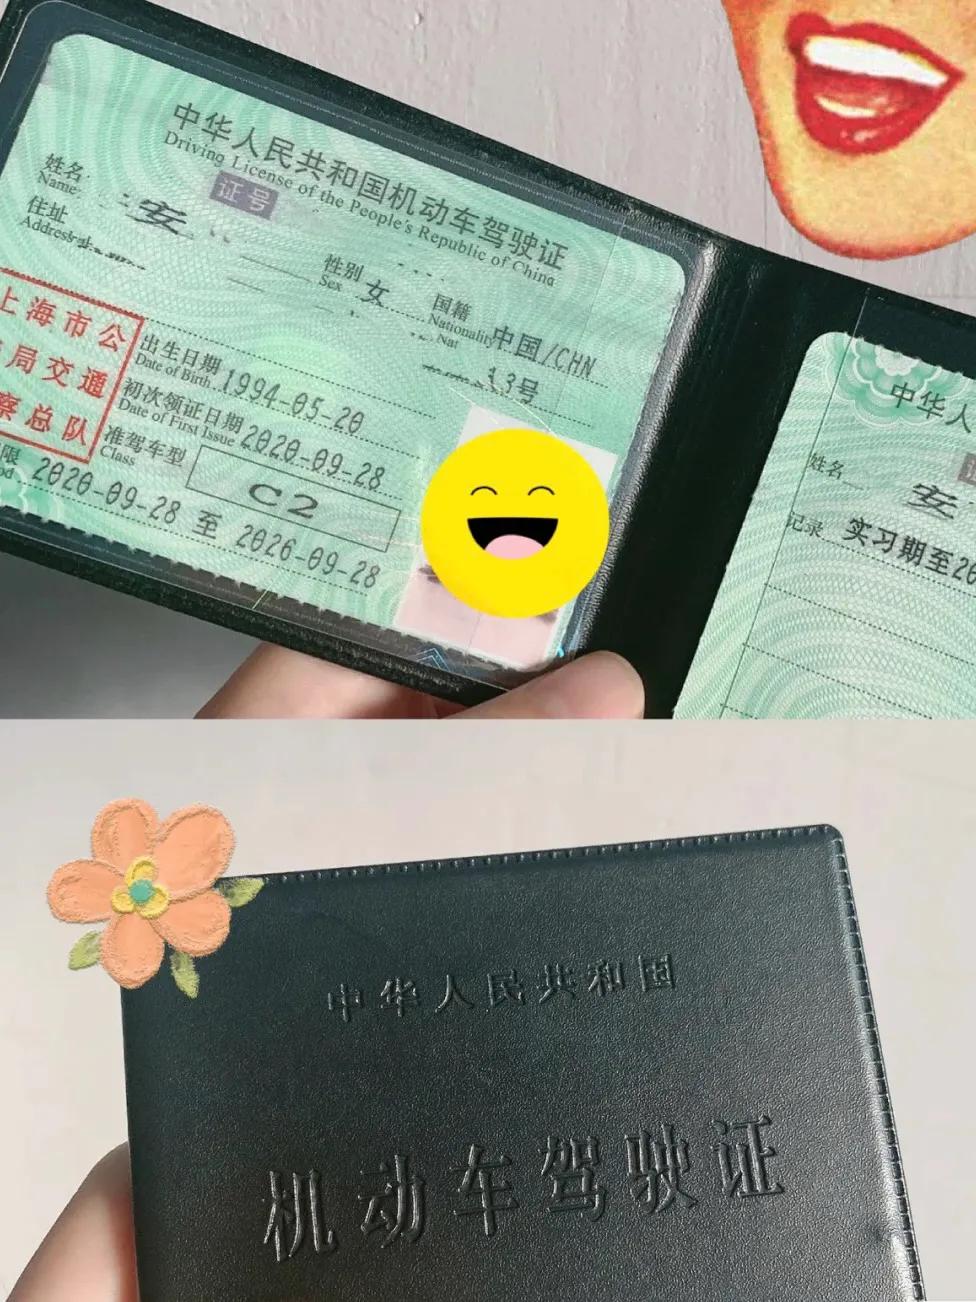 中华人民共和国机动车驾驶证
Driving License of the People's Republic of China
证号
姓名
Name
安
性别
Sex
女
国籍
Nationality
中国/CHN
住址
Address
33号
上海市公
局交通
察总队
出生日期
Date of Birth
1994-05-20
初次领证日期
Date of First Issue
2020-09-28
准驾车型
Class
C2
限
2020-09-28 至 2026-09-28
中华人
姓名
安
记录
实习期至20
中华人民共和国
机动车驾驶证